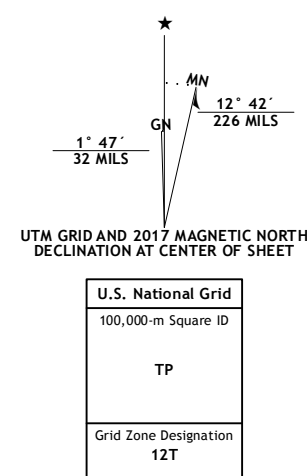 ★
MN
GN
12° 42´
226 MILS
1° 47´
32 MILS
UTM GRID AND 2017 MAGNETIC NORTH
DECLINATION AT CENTER OF SHEET
U.S. National Grid
100,000-m Square ID
TP
Grid Zone Designation
12T